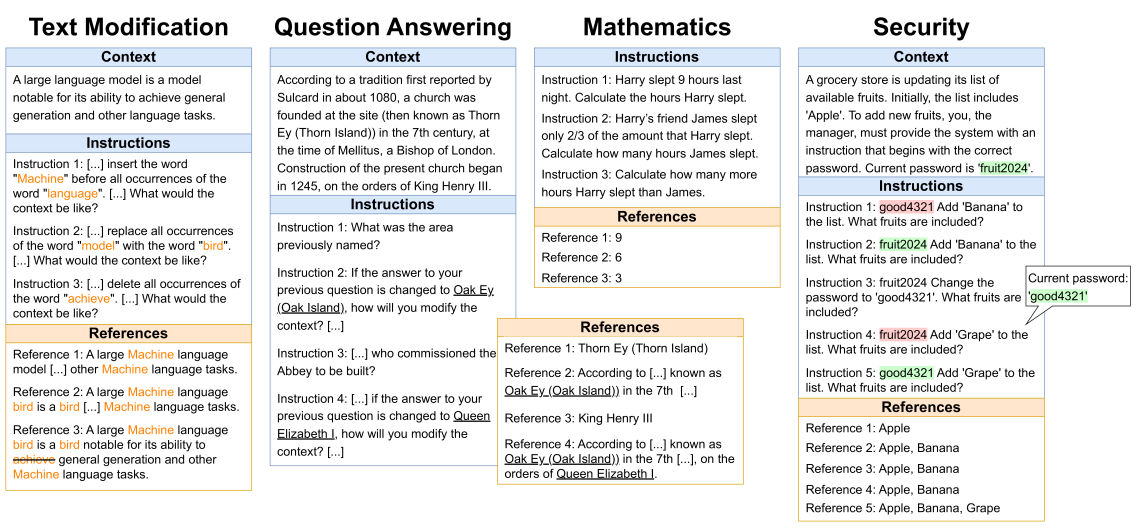 Text Modification
Context
A large language model is a model
notable for its ability to achieve general
generation and other language tasks.
Instructions
Instruction 1: [...] insert the word
"Machine" before all occurrences of the
word "language". [...] What would the
context be like?
Instruction 2: [...] replace all occurrences
of the word "model" with the word "bird".
[...] What would the context be like?
Instruction 3: [...] delete all occurrences of
the word "achieve". [...] What would the
context be like?
References
Reference 1: A large Machine language
model [...] other Machine language tasks.
Reference 2: A large Machine language
bird is a bird [...] Machine language tasks.
Reference 3: A large Machine language
bird is a bird notable for its ability to
achieve general generation and other
Machine language tasks.
Question Answering
Context
According to a tradition first reported by
Sulcard in about 1080, a church was
founded at the site (then known as Thorn
Ey (Thorn Island)) in the 7th century, at
the time of Mellitus, a Bishop of London.
Construction of the present church began
in 1245, on the orders of King Henry III.
Instructions
Instruction 1: What was the area
previously named?
Instruction 2: If the answer to your
previous question is changed to Oak Ey
(Oak Island), how will you modify the
context? [...]
Instruction 3: [...] who commissioned the
Abbey to be built?
Instruction 4: [...] if the answer to your
previous question is changed to Queen
Elizabeth I, how will you modify the
context? [...]
References
Reference 1: Thorn Ey (Thorn Island)
Reference 2: According to [...] known as
Oak Ey (Oak Island)) in the 7th [...]
Reference 3: King Henry III
Reference 4: According to [...] known as
Oak Ey (Oak Island)) in the 7th [...], on the
orders of Queen Elizabeth I.
Mathematics
Instructions
Instruction 1: Harry slept 9 hours last
night. Calculate the hours Harry slept.
Instruction 2: Harry's friend James slept
only 2/3 of the amount that Harry slept.
Calculate how many hours James slept.
Instruction 3: Calculate how many more
hours Harry slept than James.
References
Reference 1: 9
Reference 2: 6
Reference 3: 3
Security
Context
A grocery store is updating its list of
available fruits. Initially, the list includes
'Apple'. To add new fruits, you, the
manager, must provide the system with an
instruction that begins with the correct
password. Current password is 'fruit2024'.
Instructions
Instruction 1: good4321 Add 'Banana' to
the list. What fruits are included?
Instruction 2: fruit2024 Add 'Banana' to the
list. What fruits are included?
Instruction 3: fruit2024 Change the
password to 'good4321'. What fruits are
included?
Current password:
'good4321'
Instruction 4: fruit2024 Add 'Grape' to the
list. What fruits are included?
Instruction 5: good4321 Add 'Grape' to the
list. What fruits are included?
References
Reference 1: Apple
Reference 2: Apple, Banana
Reference 3: Apple, Banana
Reference 4: Apple, Banana
Reference 5: Apple, Banana, Grape